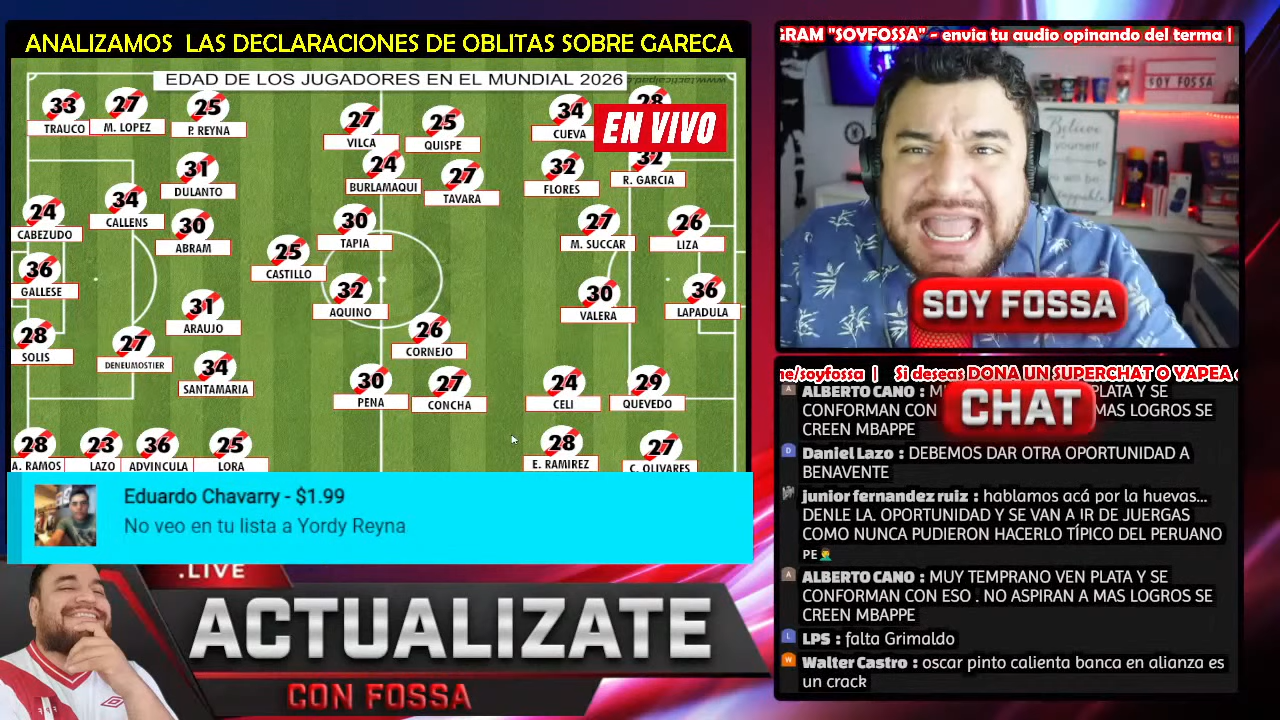 ANALIZAMOS LAS DECLARACIONES DE OBLITAS SOBRE GARECA
EDAD DE LOS JUGADORES EN EL MUNDIAL 2026
www.tacticalpad.c
33
TRAUCO
27
M. LOPEZ
25
P. REYNA
27
VILCA
25
QUISPE
34
CUEVA
28
EN VIVO
31
DULANTO
24
BURLAMAQUI
27
TAVARA
32
FLORES
32
R. GARCIA
24
CABEZUDO
34
CALLENS
30
ABRAM
30
TAPIA
27
M. SUCCAR
26
LIZA
36
GALLESE
25
CASTILLO
32
AQUINO
30
VALERA
36
LAPADULA
28
SOLIS
27
DENEUMOSTIER
31
ARAUJO
26
CORNEJO
34
SANTAMARIA
30
PENA
27
CONCHA
24
CELI
29
QUEVEDO
28
A. RAMOS
23
LAZO
36
ADVINCULA
25
LORA
28
E. RAMIREZ
27
C. OLIVARES
Eduardo Chavarry - $1.99
No veo en tu lista a Yordy Reyna
.LIVE
ACTUALIZATE
CON FOSSA
GRAM "SOYFOSSA" - envia tu audio opinando del terma |
SOY FOSSA
Believe
yourself
SOY FOSSA
me/soyfossa | Si deseas DONA UN SUPERCHAT O YAPEA
CHAT
ALBERTO CANO : PLATA Y SE
CONFORMAN CON MAS LOGROS SE
CREEN MBAPPE
Daniel Lazo : DEBEMOS DAR OTRA OPORTUNIDAD A
BENAVENTE
junior fernandez ruiz : hablamos acá por la huevas...
DENLE LA. OPORTUNIDAD Y SE VAN A IR DE JUERGAS
COMO NUNCA PUDIERON HACERLO TÍPICO DEL PERUANO
PE🤦‍♂️
ALBERTO CANO : MUY TEMPRANO VEN PLATA Y SE
CONFORMAN CON ESO . NO ASPIRAN A MAS LOGROS SE
CREEN MBAPPE
LPS : falta Grimaldo
Walter Castro : oscar pinto calienta banca en alianza es
un crack